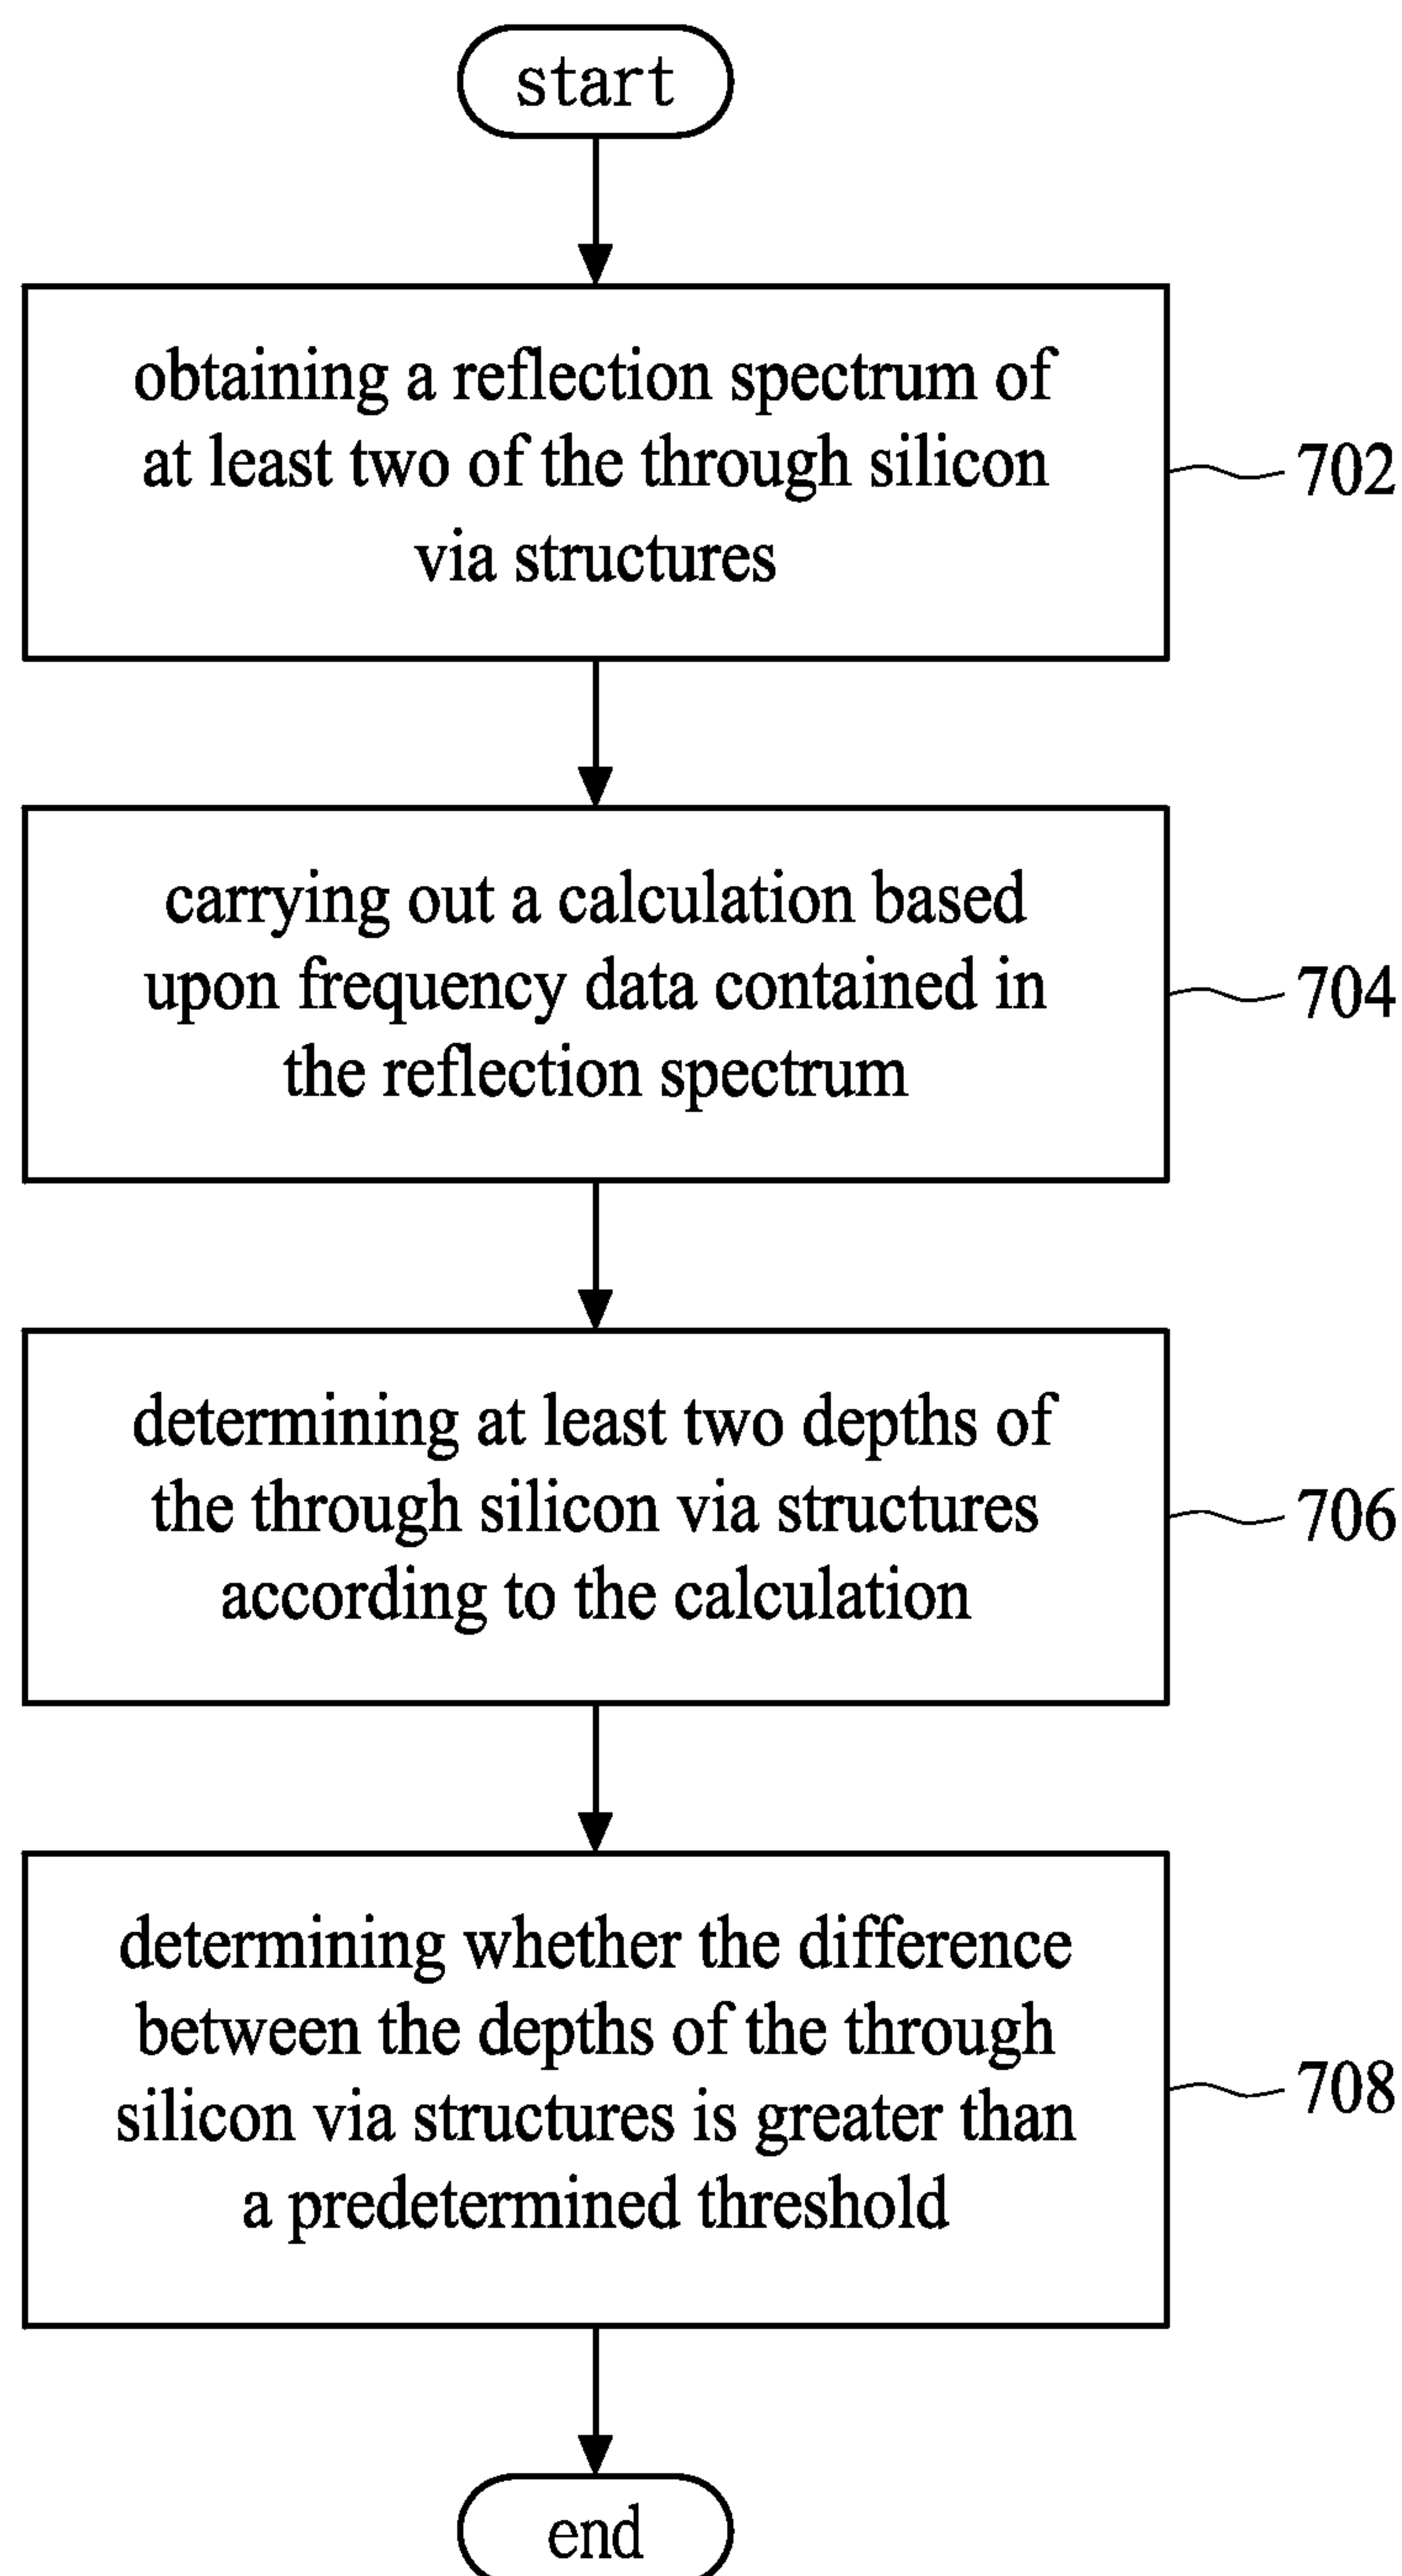 start
obtaining a reflection spectrum of
at least two of the through silicon
via structures
702
carrying out a calculation based
upon frequency data contained in
the reflection spectrum
704
determining at least two depths of
the through silicon via structures
according to the calculation
706
determining whether the difference
between the depths of the through
silicon via structures is greater than
a predetermined threshold
708
end